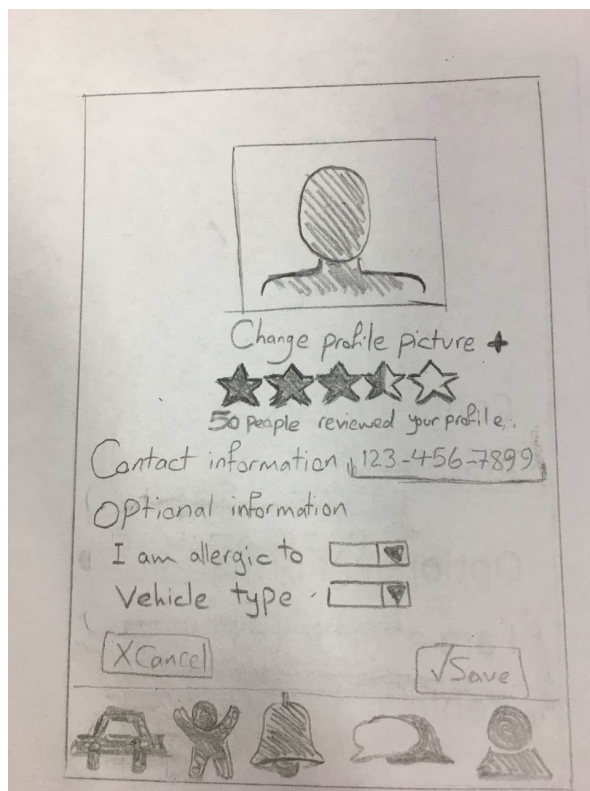 Change profile picture +
50 people reviewed your profile.
Contact information 123-456-7899
Optional information
I am allergic to
Vehicle type
X Cancel
√ Save